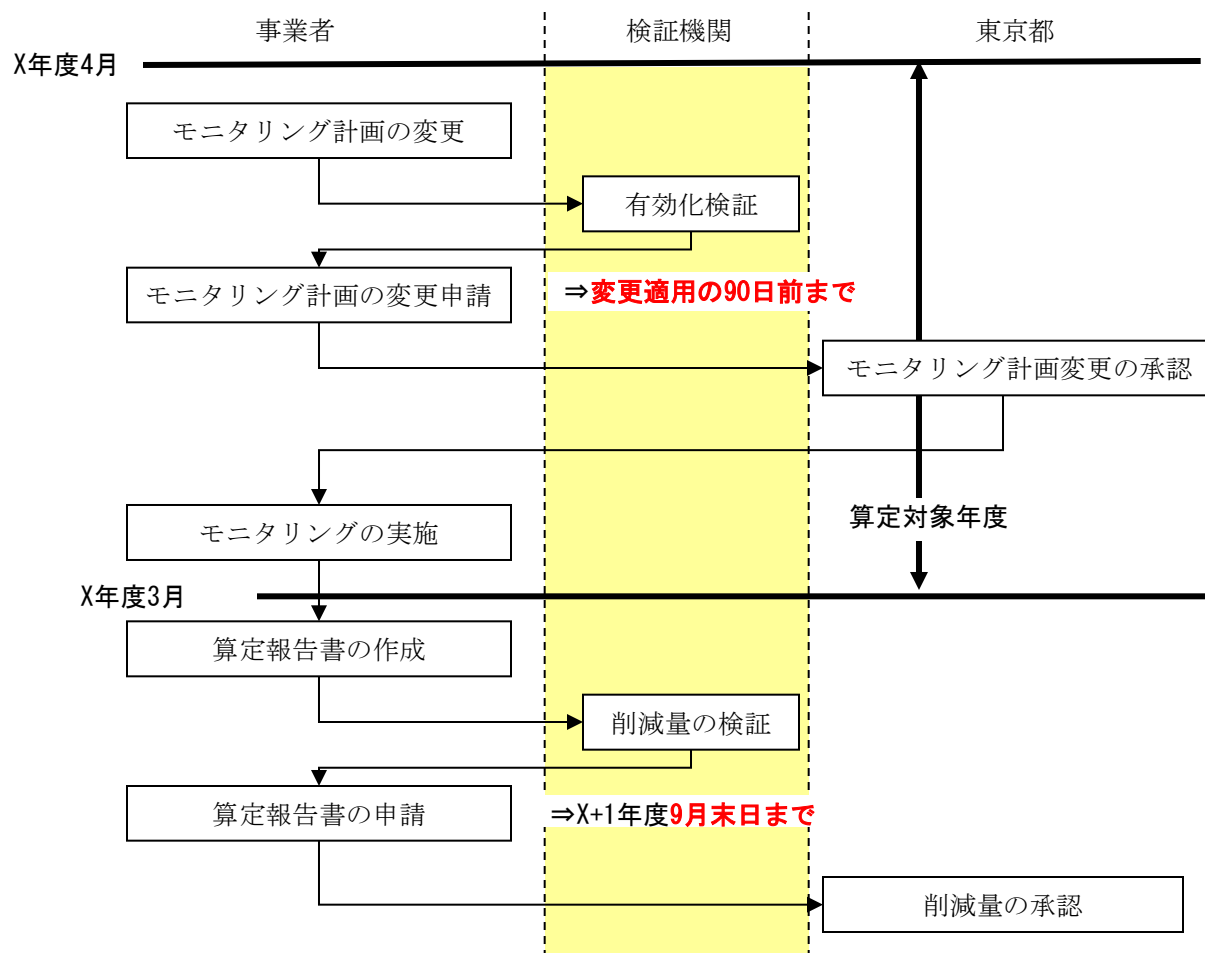 事業者
検証機関
東京都
X年度4月
モニタリング計画の変更
有効化検証
モニタリング計画の変更申請
⇒変更適用の90日前まで
モニタリング計画変更の承認
モニタリングの実施
算定対象年度
X年度3月
算定報告書の作成
削減量の検証
算定報告書の申請
⇒X+1年度9月末日まで
削減量の承認